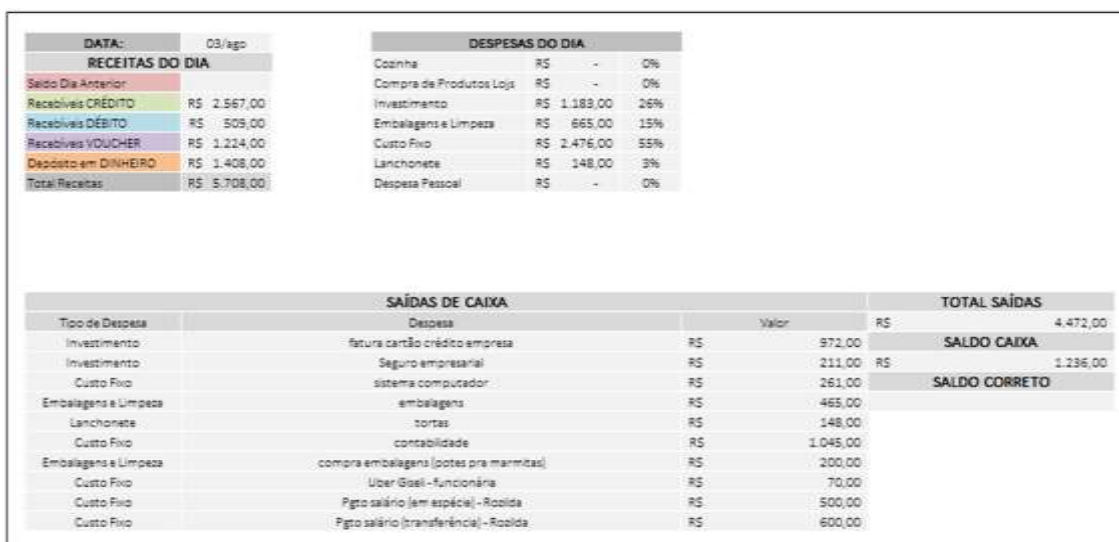 DATA: 03/ago
RECEITAS DO DIA
Saldo Dia Anterior
Recebíveis CRÉDITO R$ 2.567,00
Recebíveis DÉBITO R$ 509,00
Recebíveis VOUCHER R$ 1.224,00
Depósito em DINHEIRO R$ 1.408,00
Total Receitas R$ 5.708,00
DESPESAS DO DIA
Cozinha R$ - 0%
Compra de Produtos Lojs R$ - 0%
Investimento R$ 1.183,00 26%
Embalagens e Limpeza R$ 665,00 15%
Custo Fixo R$ 2.476,00 55%
Lanchonete R$ 148,00 3%
Despesa Pessoal R$ - 0%
SAÍDAS DE CAIXA TOTAL SAÍDAS
Tipo de Despesa Despesa Valor R$ 4.472,00
Investimento fatura cartão crédito empresa R$ 972,00 SALDO CAIXA
Investimento Seguro empresarial R$ 211,00 R$ 1.236,00
Custo Fixo sistema computador R$ 261,00 SALDO CORRETO
Embalagens e Limpeza embalagens R$ 465,00
Lanchonete tortas R$ 148,00
Custo Fixo contabilidade R$ 1.045,00
Embalagens e Limpeza compra embalagens (potes pra marmitas) R$ 200,00
Custo Fixo Uber Giseli - funcionária R$ 70,00
Custo Fixo Pgto salário (em espécie) - Rozilda R$ 500,00
Custo Fixo Pgto salário (transferência) - Rozilda R$ 600,00